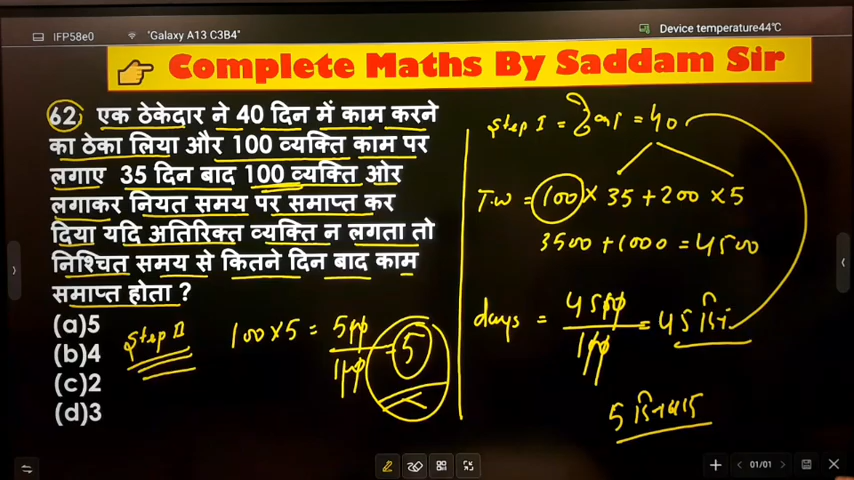 IFP58e0
'Galaxy A13 C3B4'
Device temperature44℃
Complete Maths By Saddam Sir
62 एक ठेकेदार ने 40 दिन में काम करने
का ठेका लिया और 100 व्यक्ति काम पर
लगाए 35 दिन बाद 100 व्यक्ति ओर
लगाकर नियत समय पर समाप्त कर
दिया यदि अतिरिक्त व्यक्ति न लगता तो
निश्चित समय से कितने दिन बाद काम
समाप्त होता ?
(a)5
(b)4
(c)2
(d)3
Step II
100×5 = 500
100
5
Step I = = 40
T.W = 100 × 35 + 200 × 5
3500 + 1000 = 4500
days = 4500
100
= 45 दिन
5 दिन बाद
01/01